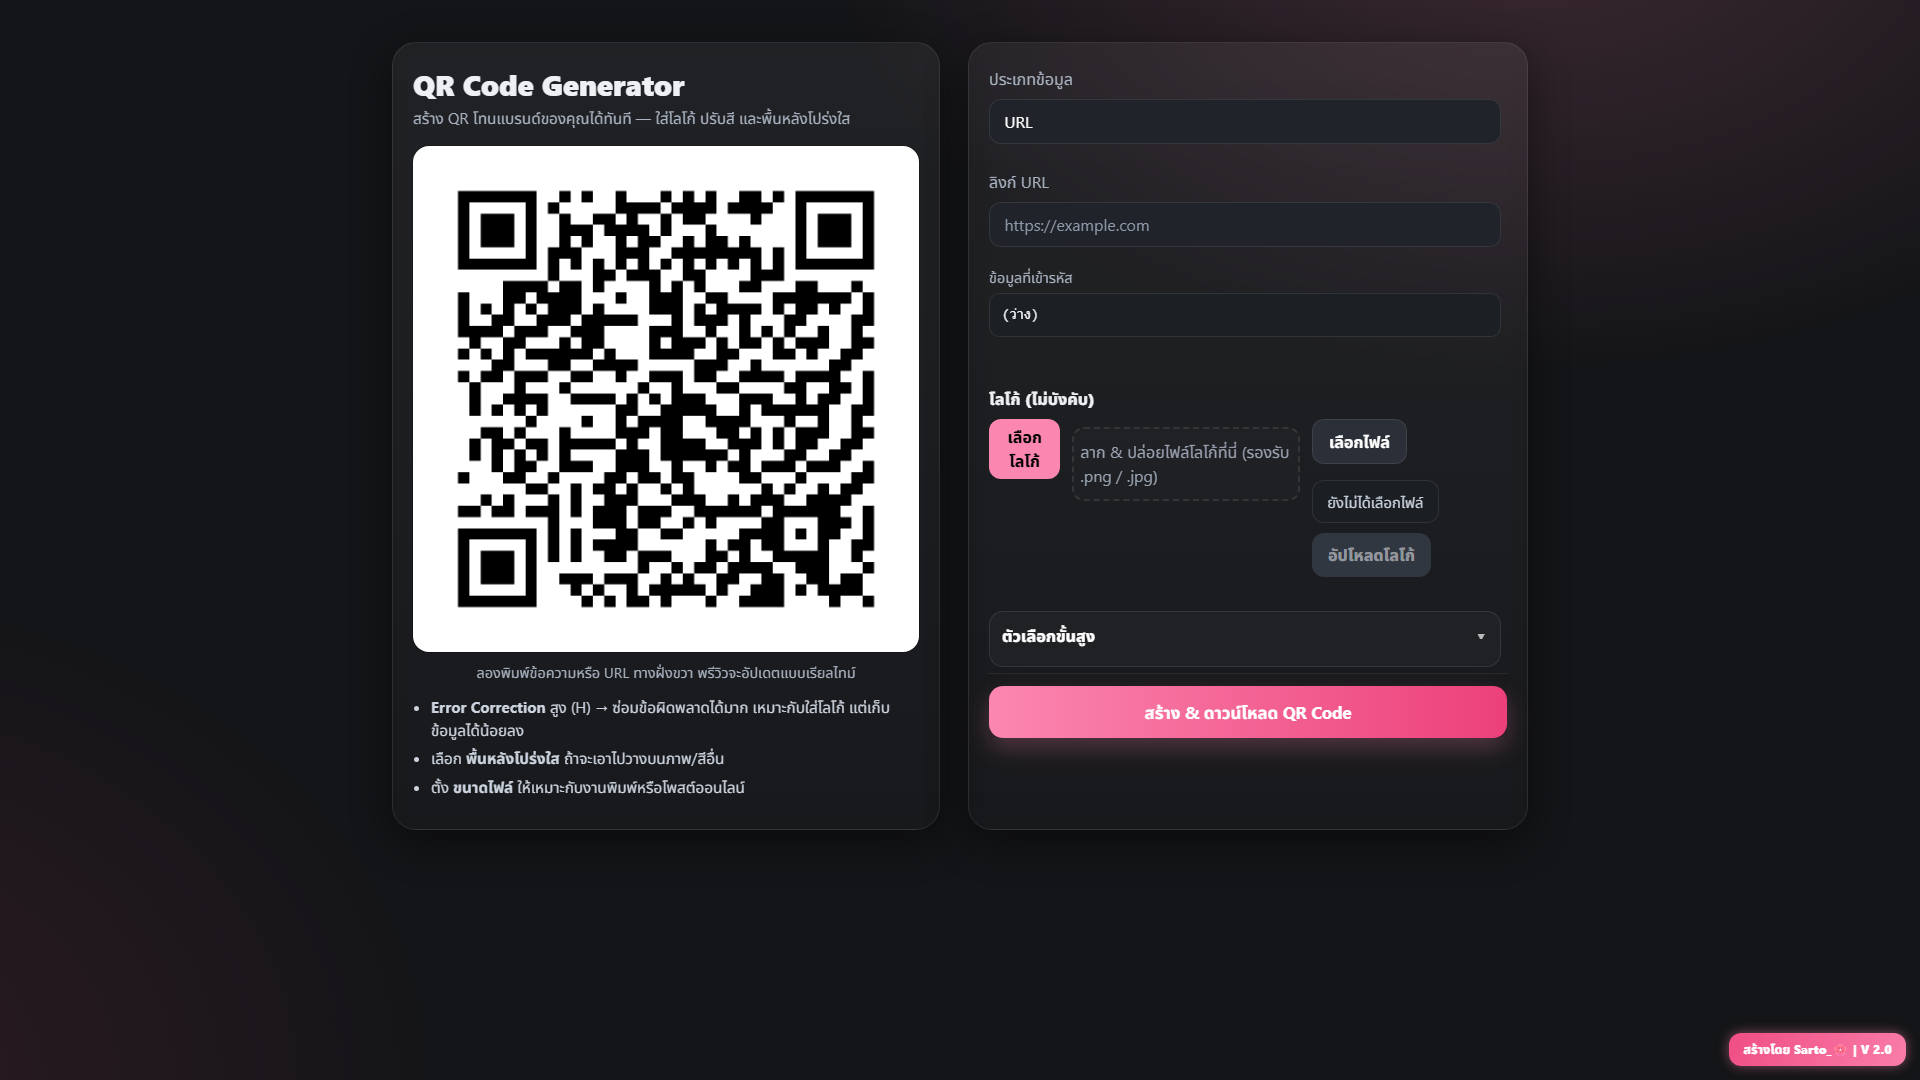 QR Code Generator
สร้าง QR โทนแบรนด์ของคุณได้ทันที — ใส่โลโก้ ปรับสี และพื้นหลังโปร่งใส
ลองพิมพ์ข้อความหรือ URL ทางฝั่งขวา พรีวิวจะอัปเดตแบบเรียลไทม์
• Error Correction สูง (H) → ซ่อมข้อผิดพลาดได้มาก เหมาะกับใส่โลโก้ แต่เก็บ
ข้อมูลได้น้อยลง
• เลือก พื้นหลังโปร่งใส ถ้าจะเอาไปวางบนภาพ/สีอื่น
• ตั้ง ขนาดไฟล์ ให้เหมาะกับงานพิมพ์หรือโพสต์ออนไลน์
ประเภทข้อมูล
URL
ลิงก์ URL
https://example.com
ข้อมูลที่เข้ารหัส
(ว่าง)
โลโก้ (ไม่บังคับ)
เลือก
โลโก้
ลาก & ปล่อยไฟล์โลโก้ที่นี่ (รองรับ
.png / .jpg)
เลือกไฟล์
ยังไม่ได้เลือกไฟล์
อัปโหลดโลโก้
ตัวเลือกขั้นสูง
สร้าง & ดาวน์โหลด QR Code
สร้างโดย Sarto_🌸 | V 2.0